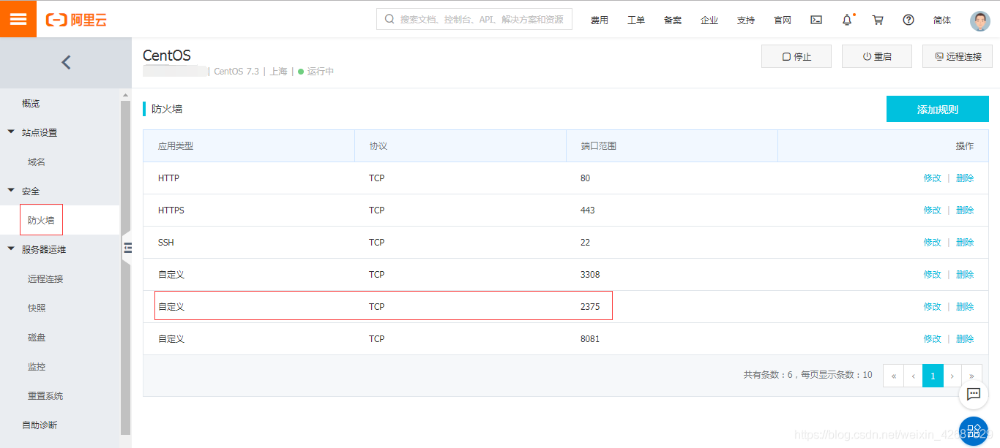 阿里云
搜索文档、控制台、API、解决方案和资源
费用 工单 备案 企业 支持 官网 简体
CentOS
| CentOS 7.3 | 上海 | 运行中
停止 重启 远程连接
概览
站点设置
域名
安全
防火墙
服务器运维
远程连接
快照
磁盘
监控
重置系统
自助诊断
防火墙
添加规则
应用类型 协议 端口范围 操作
HTTP TCP 80 修改 | 删除
HTTPS TCP 443 修改 | 删除
SSH TCP 22 修改 | 删除
自定义 TCP 3308 修改 | 删除
自定义 TCP 2375 修改 | 删除
自定义 TCP 8081 修改 | 删除
共有条数：6，每页显示条数：10 « ‹ 1 › »